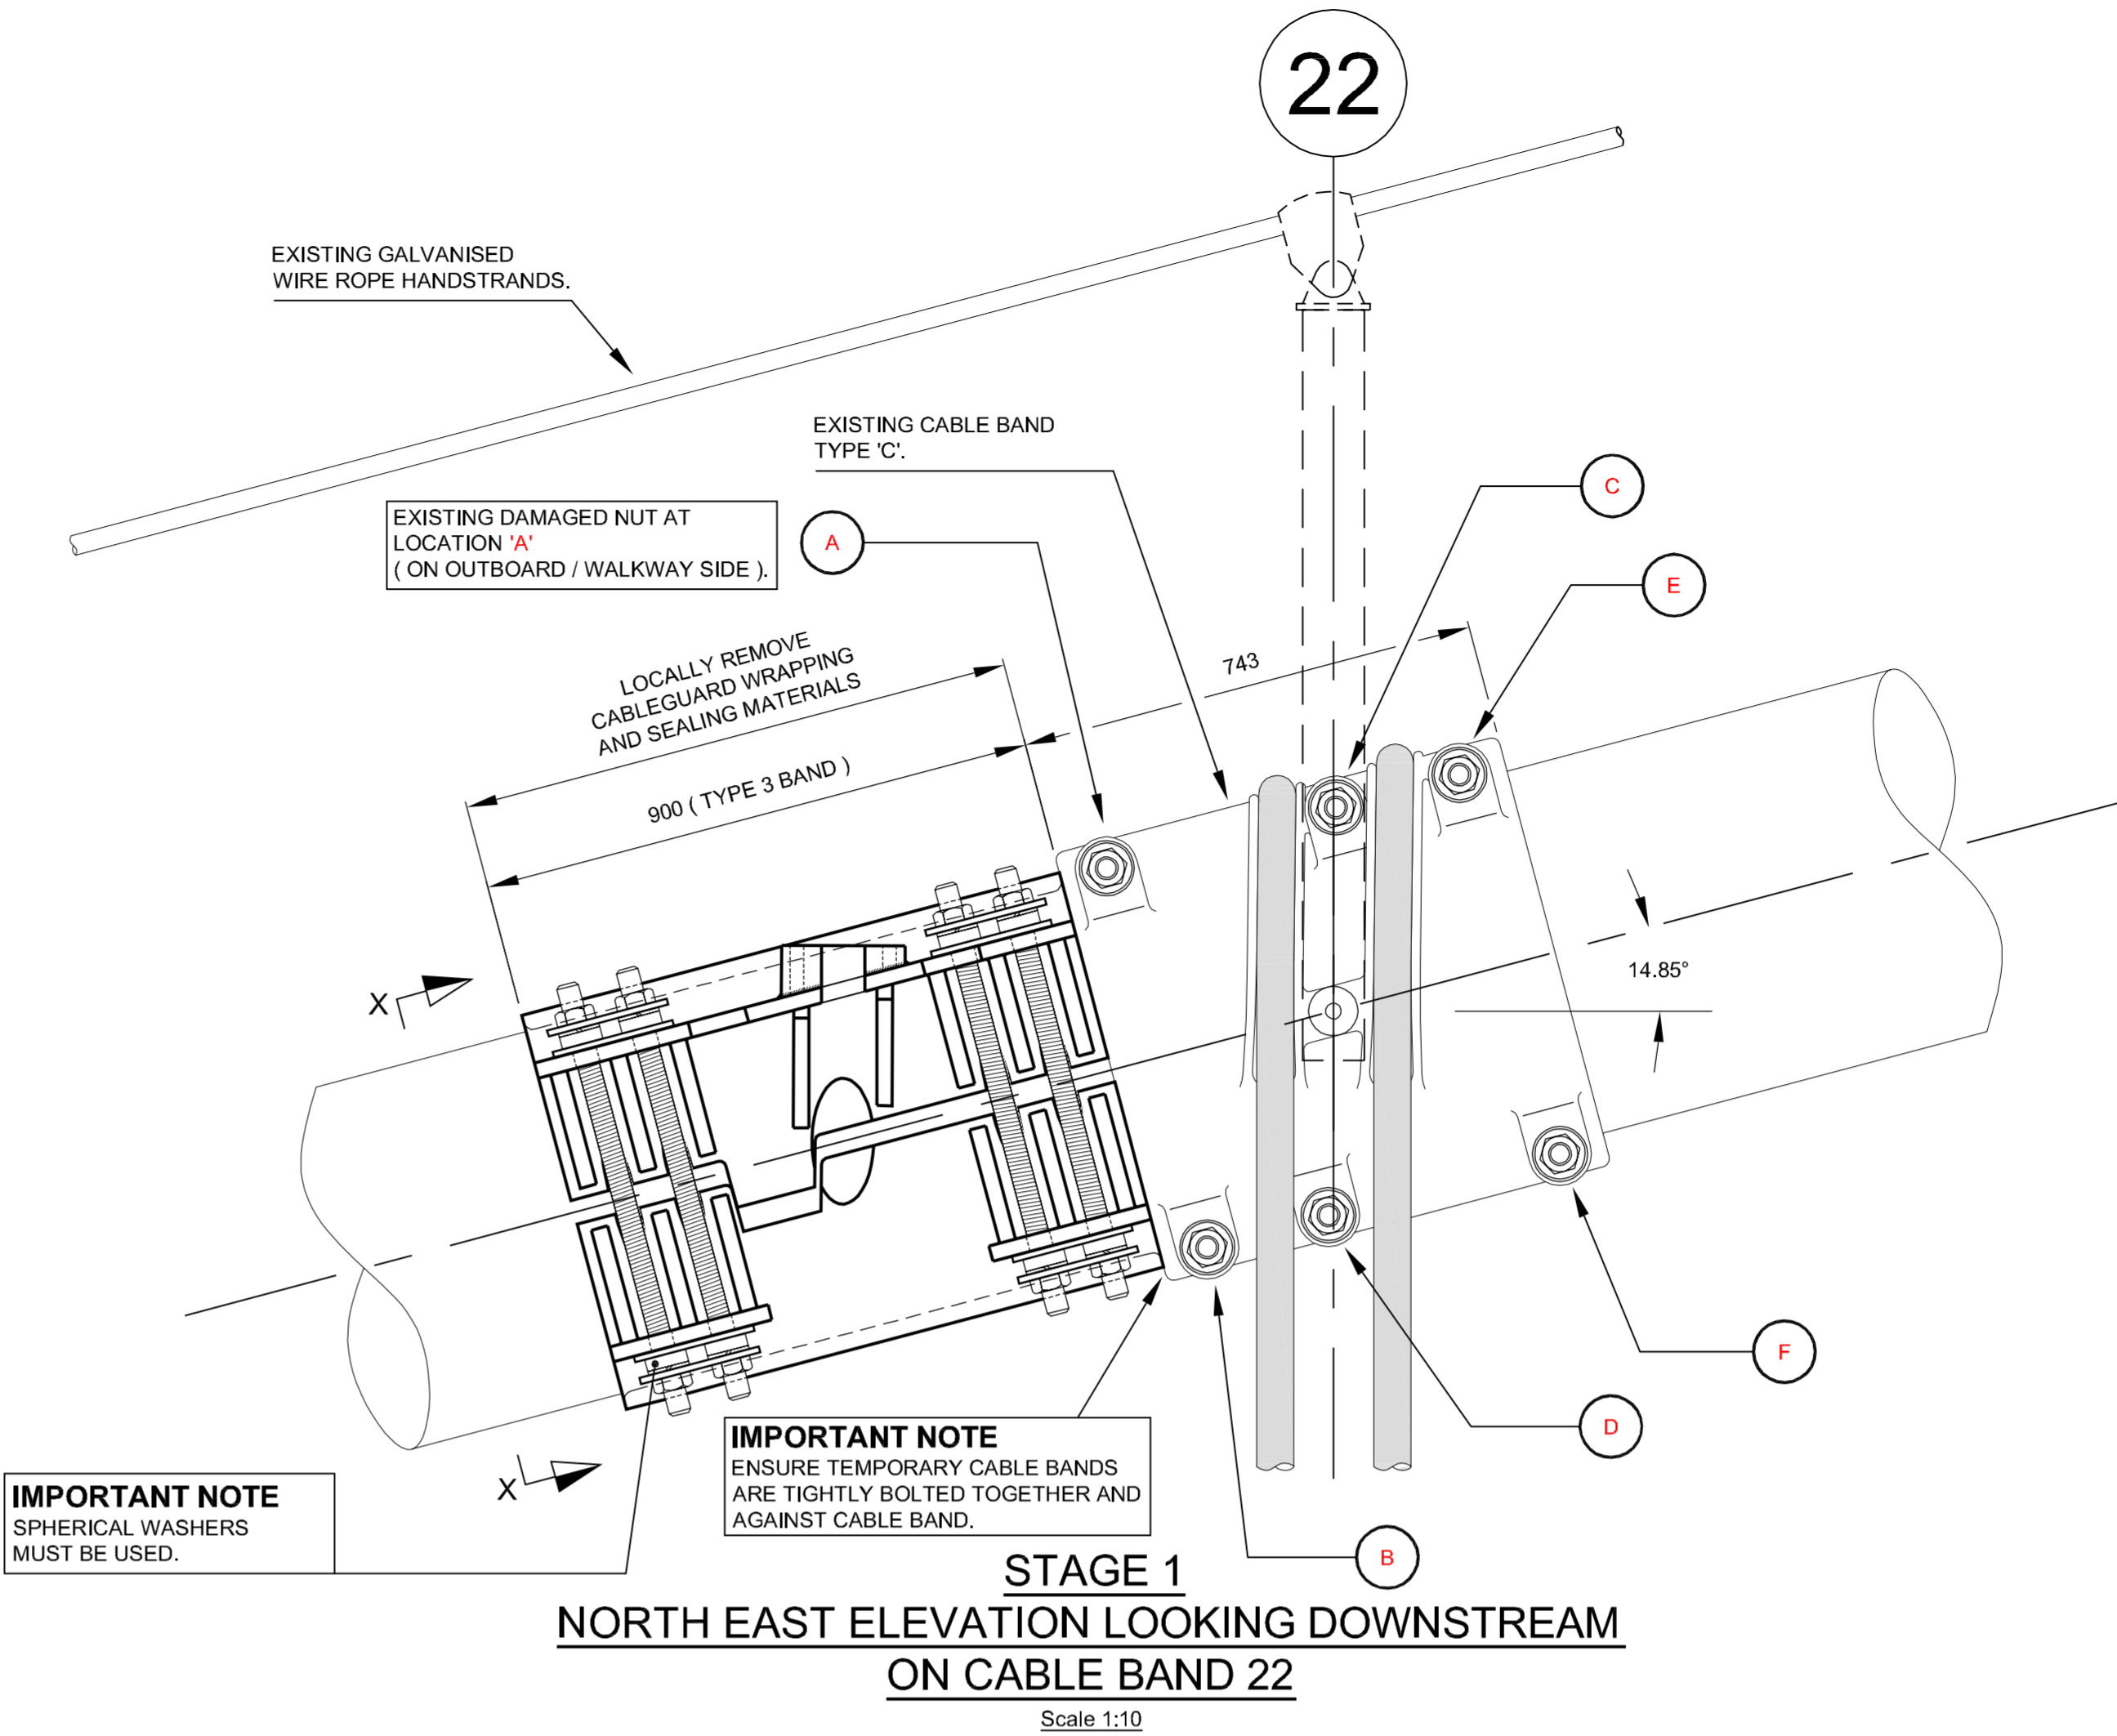 22
EXISTING GALVANISED
WIRE ROPE HANDSTRANDS.
EXISTING CABLE BAND
TYPE 'C'.
C
EXISTING DAMAGED NUT AT
LOCATION 'A'
( ON OUTBOARD / WALKWAY SIDE ).
A
E
LOCALLY REMOVE
CABLEGUARD WRAPPING
AND SEALING MATERIALS
743
900 ( TYPE 3 BAND )
14.85°
X
F
D
X
IMPORTANT NOTE
ENSURE TEMPORARY CABLE BANDS
ARE TIGHTLY BOLTED TOGETHER AND
AGAINST CABLE BAND.
IMPORTANT NOTE
SPHERICAL WASHERS
MUST BE USED.
B
STAGE 1
NORTH EAST ELEVATION LOOKING DOWNSTREAM
ON CABLE BAND 22
Scale 1:10